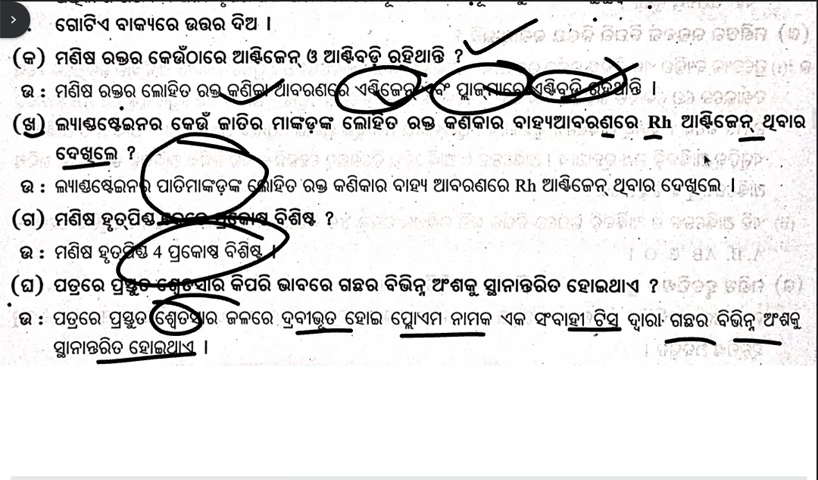 ଗୋଟିଏ ବାକ୍ୟରେ ଉତ୍ତର ଦିଅ ।
(କ) ମଣିଷ ରକ୍ତର କେଉଁଠାରେ ଆଣ୍ଟିଜେନ୍ ଓ ଆଣ୍ଟିବଡ଼ି ରହିଥାନ୍ତି ?
ଉ : ମଣିଷ ରକ୍ତର ଲୋହିତ ରକ୍ତ କଣିକା ଆବରଣରେ ଏଣ୍ଟିଜେନ୍ ଏବଂ ପ୍ଲାଜ୍ମାରେ ଏଣ୍ଟିବଡ଼ି ରହିଥାନ୍ତି ।
(ଖ) ଲ୍ୟାଣ୍ଡଷ୍ଟେଇନର କେଉଁ ଜାତିର ମାଙ୍କଡ଼ଙ୍କ ଲୋହିତ ରକ୍ତ କଣିକାର ବାହ୍ୟଆବରଣରେ Rh ଆଣ୍ଟିଜେନ୍ ଥିବାର
ଦେଖିଲେ ?
ଉ : ଲ୍ୟାଣ୍ଡଷ୍ଟେଇନର ପାତିମାଙ୍କଡ଼ଙ୍କ ଲୋହିତ ରକ୍ତ କଣିକାର ବାହ୍ୟ ଆବରଣରେ Rh ଆଣ୍ଟିଜେନ୍ ଥିବାର ଦେଖିଲେ ।
(ଗ) ମଣିଷ ହୃତ୍‌ପିଣ୍ଡ ପ୍ରକୋଷ୍ଠ ବିଶିଷ୍ଟ ?
ଉ : ମଣିଷ ହୃତ୍‌ପିଣ୍ଡ 4 ପ୍ରକୋଷ୍ଠ ବିଶିଷ୍ଟ ।
(ଘ) ପତ୍ରରେ ପ୍ରସ୍ତୁତ ଶ୍ୱେତସାର କିପରି ଭାବରେ ଗଛର ବିଭିନ୍ନ ଅଂଶକୁ ସ୍ଥାନାନ୍ତରିତ ହୋଇଥାଏ ?
ଉ : ପତ୍ରରେ ପ୍ରସ୍ତୁତ ଶ୍ୱେତସାର ଜଳରେ ଦ୍ରବୀଭୂତ ହୋଇ ପ୍ଲୋଏମ ନାମକ ଏକ ସଂବାହୀ ଟିସୁ ଦ୍ୱାରା ଗଛର ବିଭିନ୍ନ ଅଂଶକୁ
ସ୍ଥାନାନ୍ତରିତ ହୋଇଥାଏ ।